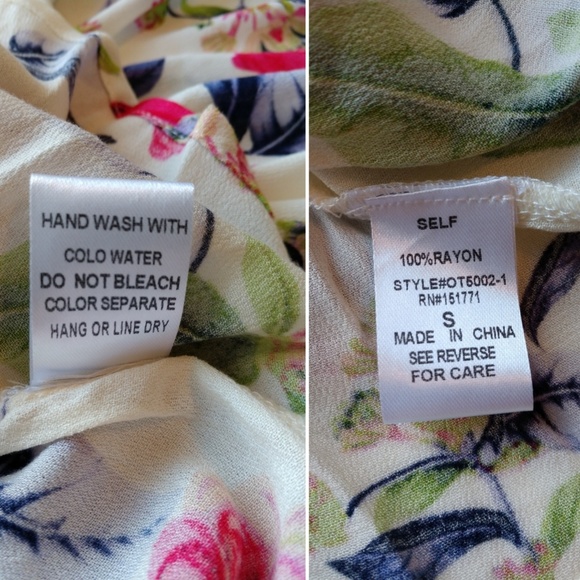 HAND WASH WITH
COLO WATER
DO NOT BLEACH
COLOR SEPARATE
HANG OR LINE DRY
SELF
100%RAYON
STYLE#OT5002-1
RN#151771
S
MADE IN CHINA
SEE REVERSE
FOR CARE